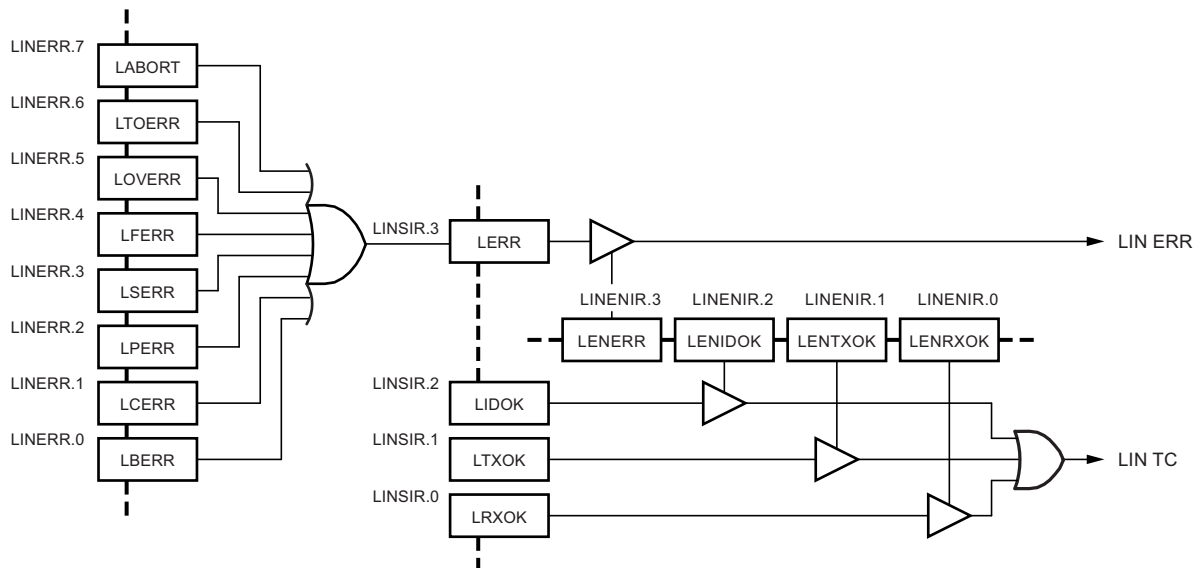 LINERR.7
LABORT
LINERR.6
LTOERR
LINERR.5
LOVERR
LINERR.4
LFERR
LINERR.3
LSERR
LINERR.2
LPERR
LINERR.1
LCERR
LINERR.0
LBERR
LINSIR.3
LERR
LIN ERR
LINENIR.3 LINENIR.2 LINENIR.1 LINENIR.0
LENERR LENIDOK LENTXOK LENRXOK
LINSIR.2
LIDOK
LINSIR.1
LTXOK
LIN TC
LINSIR.0
LRXOK